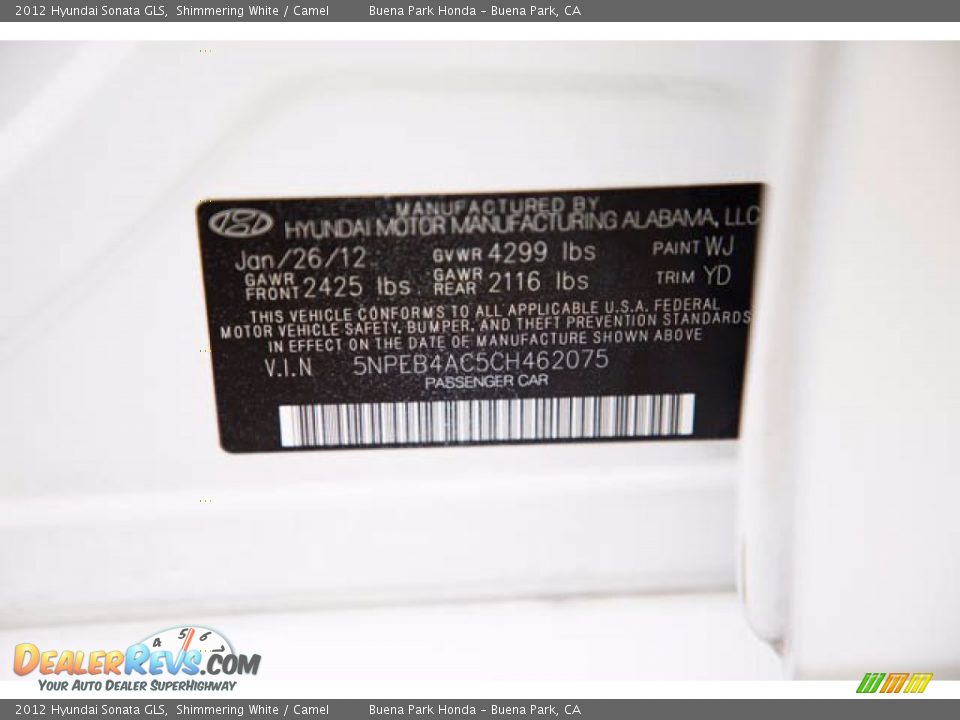 2012 Hyundai Sonata GLS, Shimmering White / Camel Buena Park Honda - Buena Park, CA
MANUFACTURED BY
HYUNDAI MOTOR MANUFACTURING ALABAMA, LLC
Jan/26/12 GVWR 4299 lbs PAINT WJ
GAWR FRONT 2425 lbs. GAWR REAR 2116 lbs TRIM YD
THIS VEHICLE CONFORMS TO ALL APPLICABLE U.S.A. FEDERAL
MOTOR VEHICLE SAFETY, BUMPER, AND THEFT PREVENTION STANDARDS
IN EFFECT ON THE DATE OF MANUFACTURE SHOWN ABOVE
V.I.N 5NPEB4AC5CH462075
PASSENGER CAR
4 5 6 7
DEALERREVS.COM
YOUR AUTO DEALER SUPERHIGHWAY
2012 Hyundai Sonata GLS, Shimmering White / Camel Buena Park Honda - Buena Park, CA